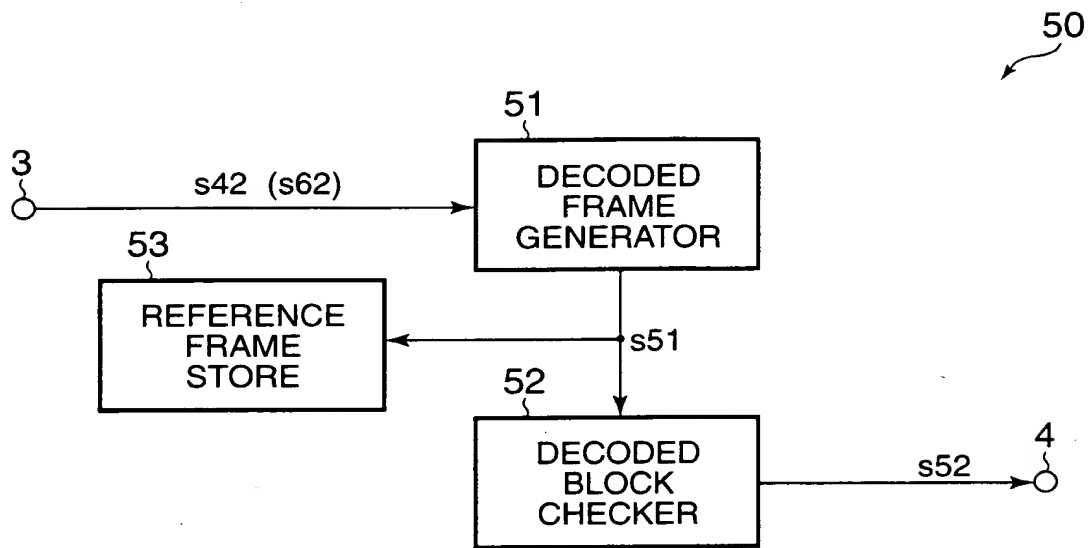 50
51
3
s42 (s62)
DECODED
FRAME
GENERATOR
53
REFERENCE
FRAME
STORE
s51
52
DECODED
BLOCK
CHECKER
s52
4